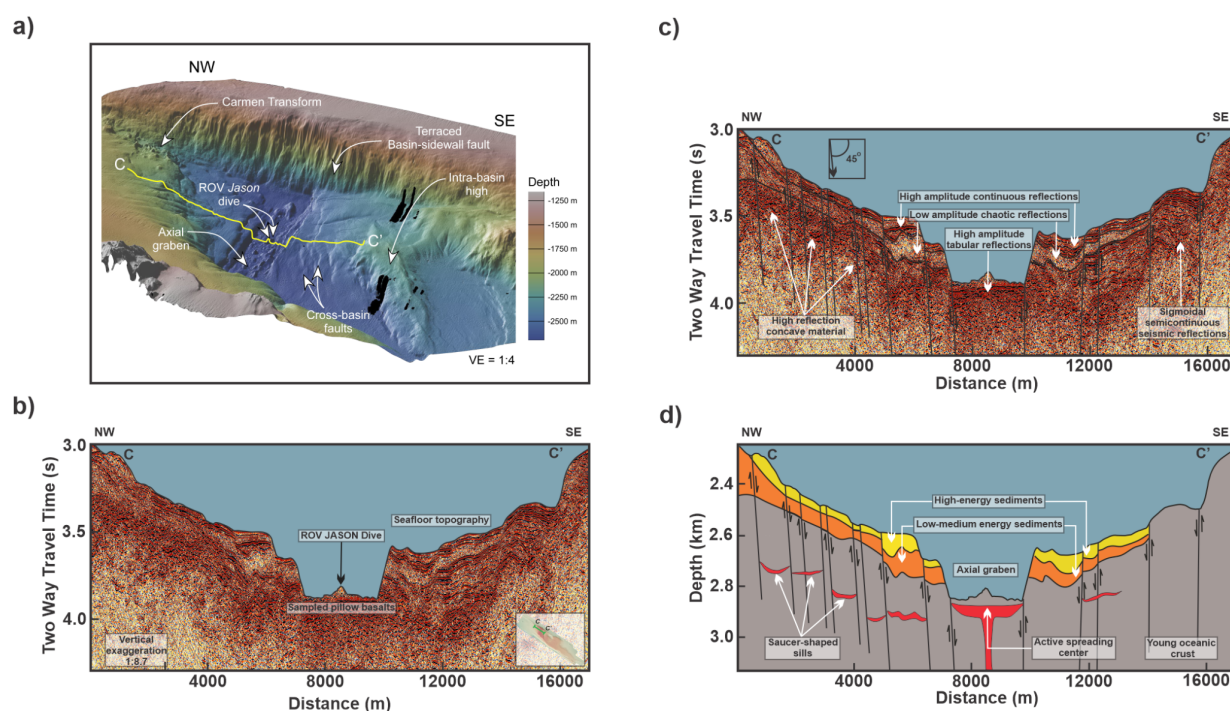 a)
NW
Carmen Transform
SE
Terraced
Basin-sidewall fault
Intra-basin
high
C
ROV Jason
dive
Axial
graben
C'
Cross-basin
faults
VE = 1:4
Depth
-1250 m
-1500 m
-1750 m
-2000 m
-2250 m
-2500 m
b)
NW
SE
3.0
3.5
4.0
Two Way Travel Time (s)
C
C'
ROV JASON Dive
Seafloor topography
Sampled pillow basalts
Vertical
exaggeration
1:8.7
C
C'
4000
8000
12000
16000
Distance (m)
c)
NW
SE
3.0
3.5
4.0
Two Way Travel Time (s)
C
C'
45°
High amplitude continuous reflections
Low amplitude chaotic reflections
High amplitude
tabular reflections
High reflection
concave material
Sigmoidal
semicontinuous
seismic reflections
4000
8000
12000
16000
Distance (m)
d)
NW
SE
2.4
2.6
2.8
3.0
Depth (km)
C
C'
High-energy sediments
Low-medium energy sediments
Axial graben
Saucer-shaped
sills
Active spreading
center
Young oceanic
crust
4000
8000
12000
16000
Distance (m)